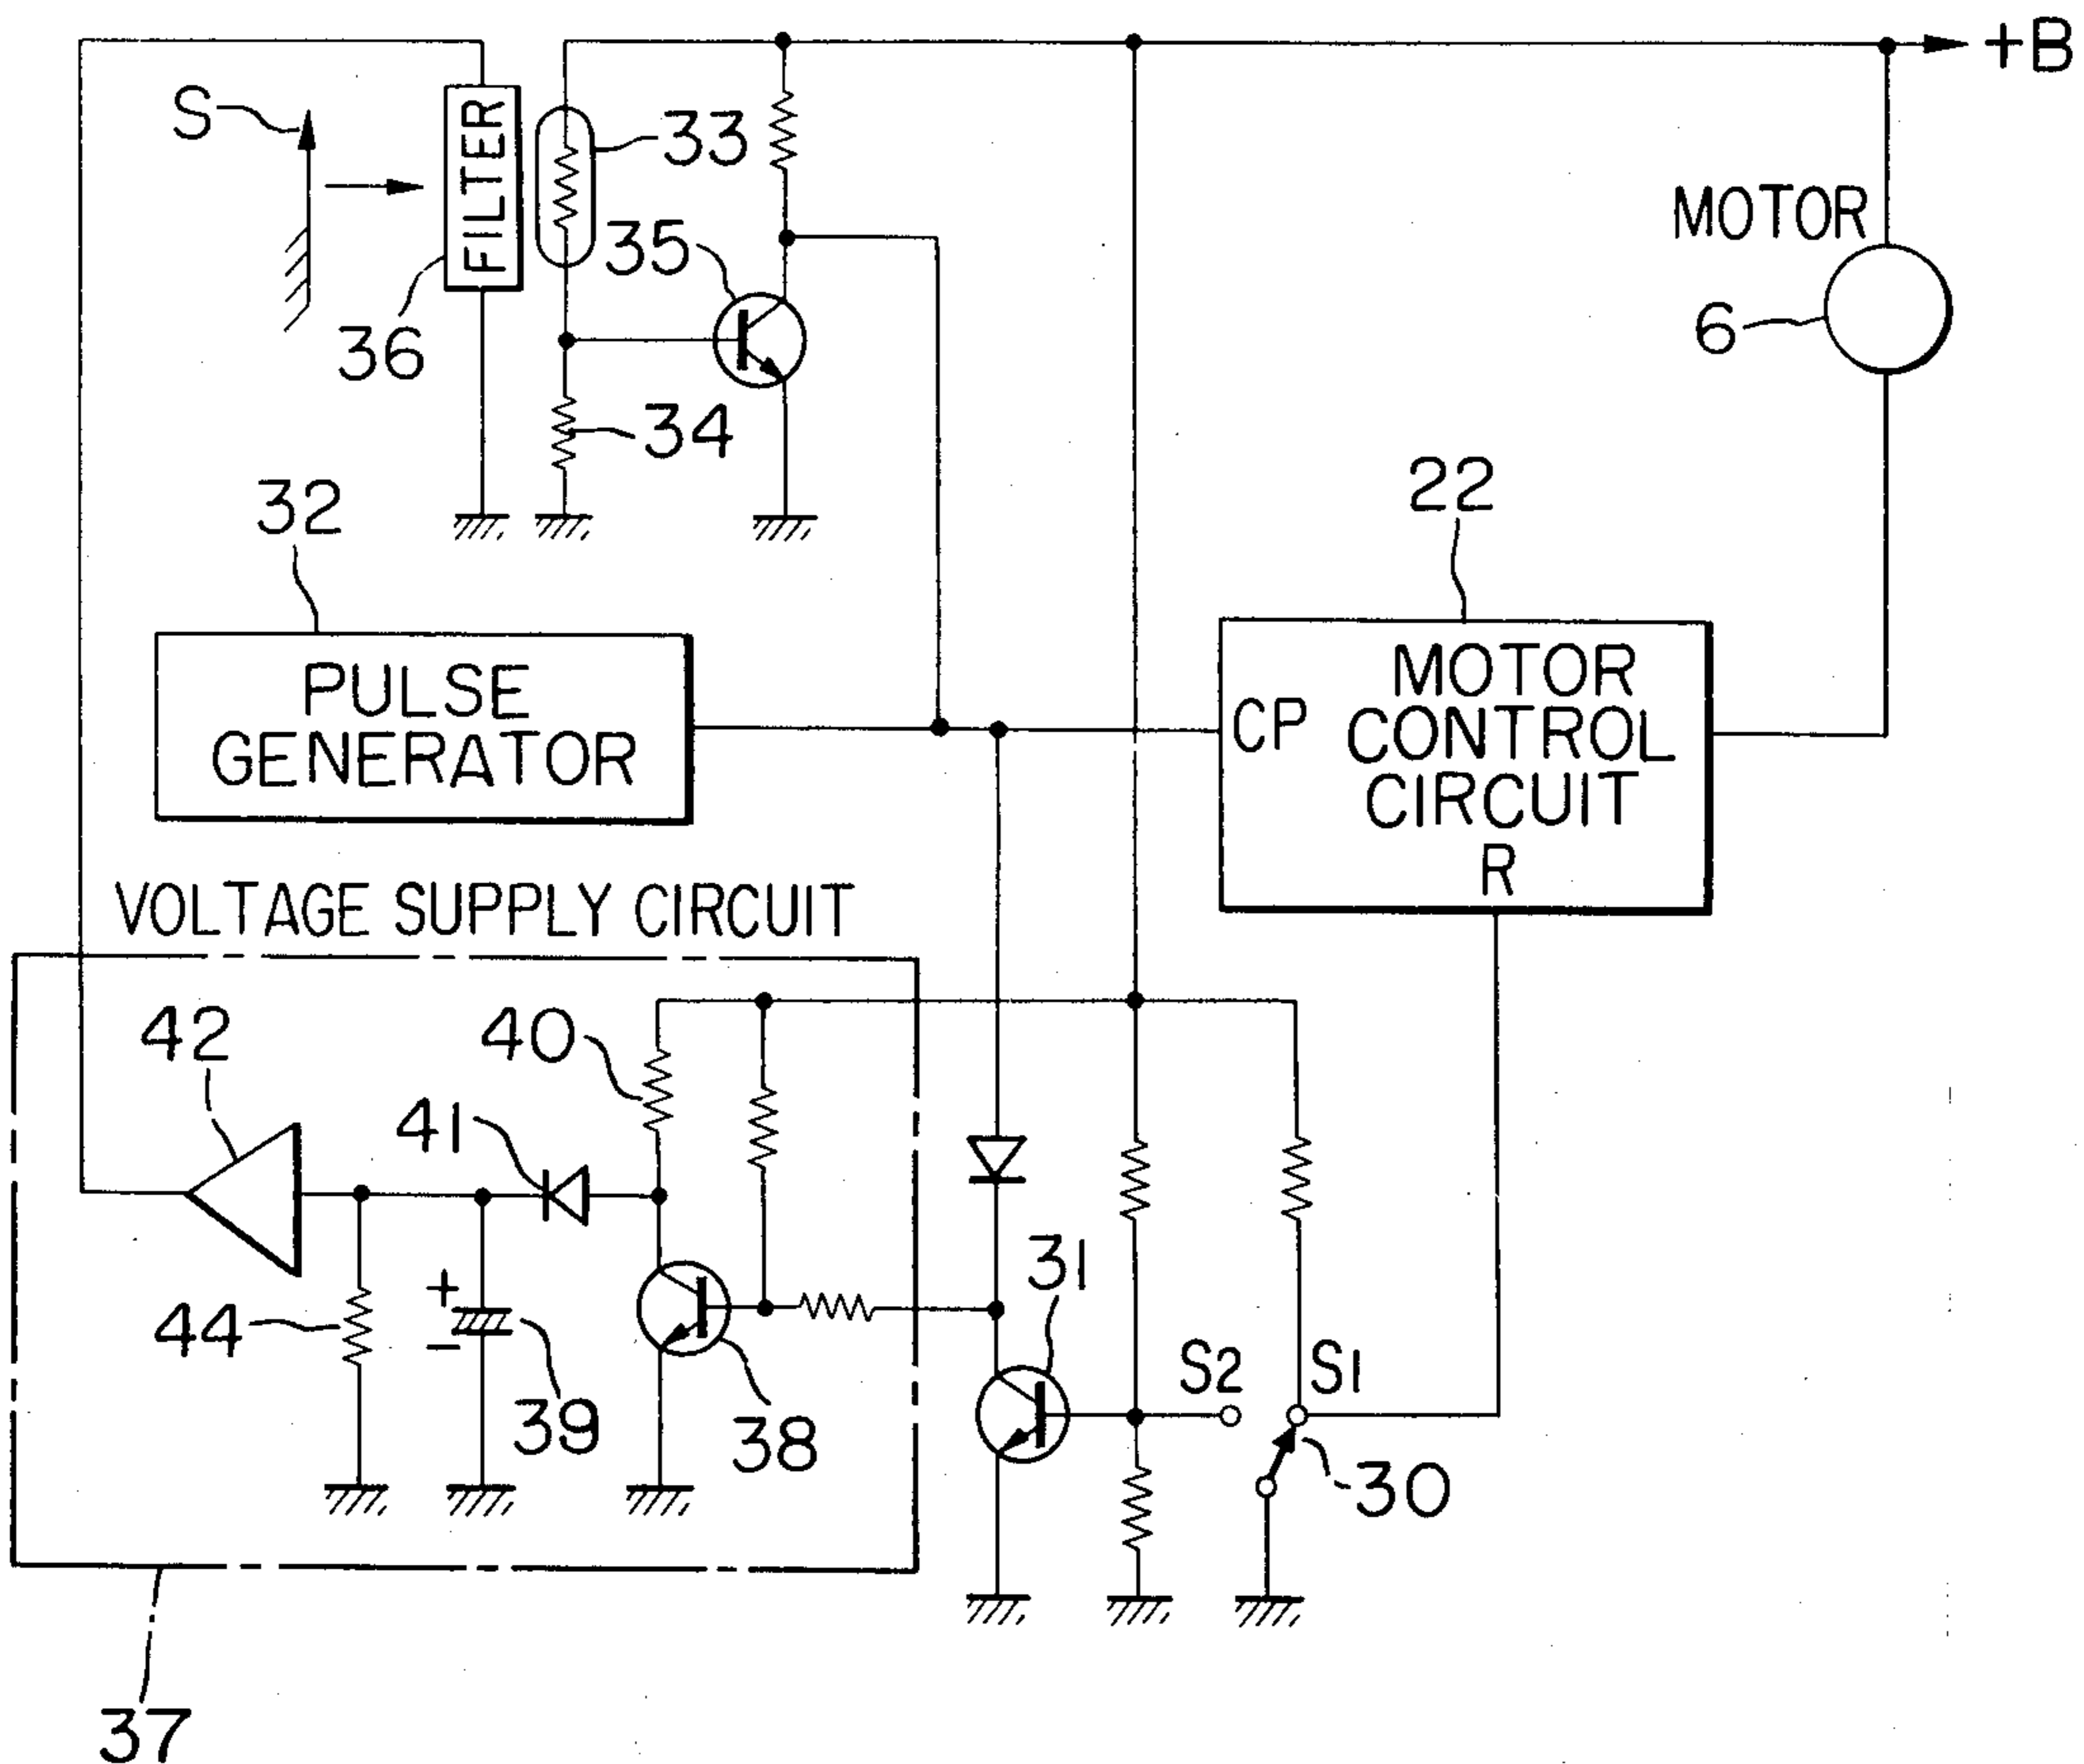 +B
S
FILTER
33
MOTOR
35
6
36
34
22
32
PULSE
GENERATOR
CP
MOTOR
CONTROL
CIRCUIT
R
VOLTAGE SUPPLY CIRCUIT
42
40
41
31
+
-
44
S2
S1
39
38
30
37